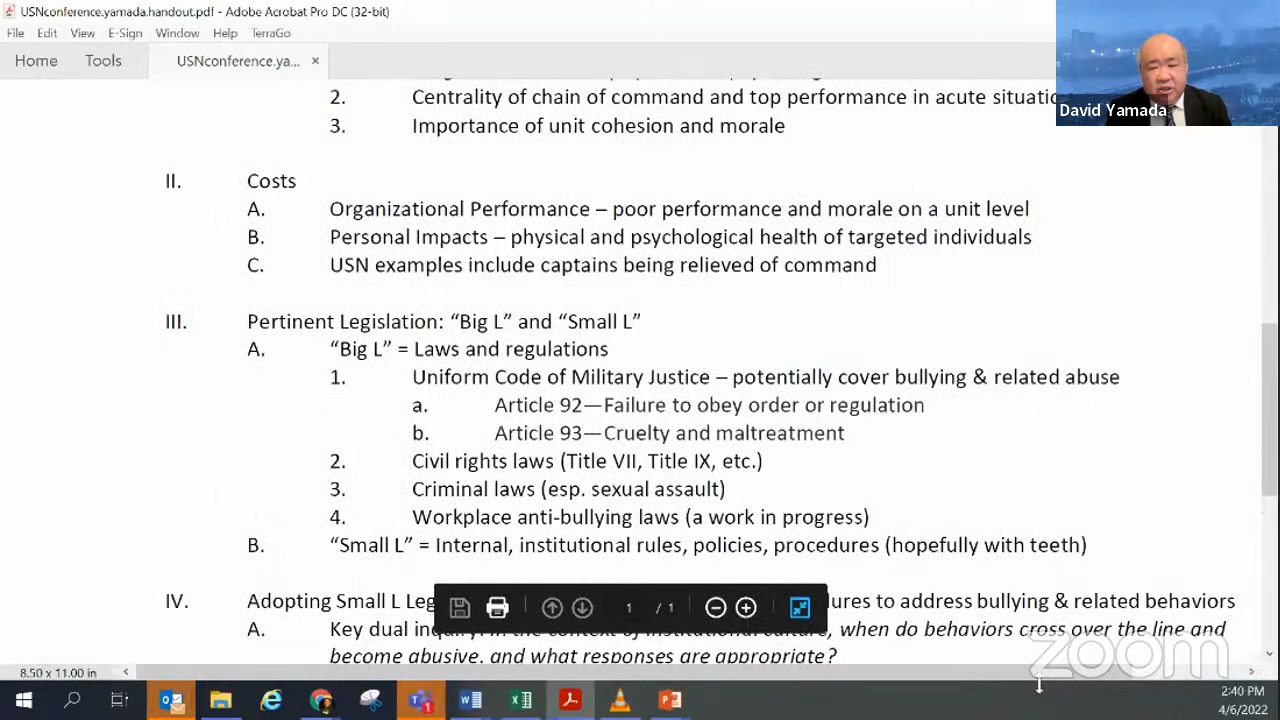 USNconference.yamada.handout.pdf - Adobe Acrobat Pro DC (32-bit)
File Edit View E-Sign Window Help TerraGo
Home Tools USNconference.ya... ×
David Yamada
2. Centrality of chain of command and top performance in acute
3. Importance of unit cohesion and morale
II. Costs
A. Organizational Performance – poor performance and morale on a unit level
B. Personal Impacts – physical and psychological health of targeted individuals
C. USN examples include captains being relieved of command
III. Pertinent Legislation: “Big L” and “Small L”
A. “Big L” = Laws and regulations
1. Uniform Code of Military Justice – potentially cover bullying & related abuse
a. Article 92—Failure to obey order or regulation
b. Article 93—Cruelty and maltreatment
2. Civil rights laws (Title VII, Title IX, etc.)
3. Criminal laws (esp. sexual assault)
4. Workplace anti-bullying laws (a work in progress)
B. “Small L” = Internal, institutional rules, policies, procedures (hopefully with teeth)
IV. Adopting Small L to address bullying & related behaviors
1 / 1
A. Key dual when do behaviors cross over the line and
become abusive, and what responses are appropriate?
zoom
8.50 x 11.00 in
2:40 PM
4/6/2022